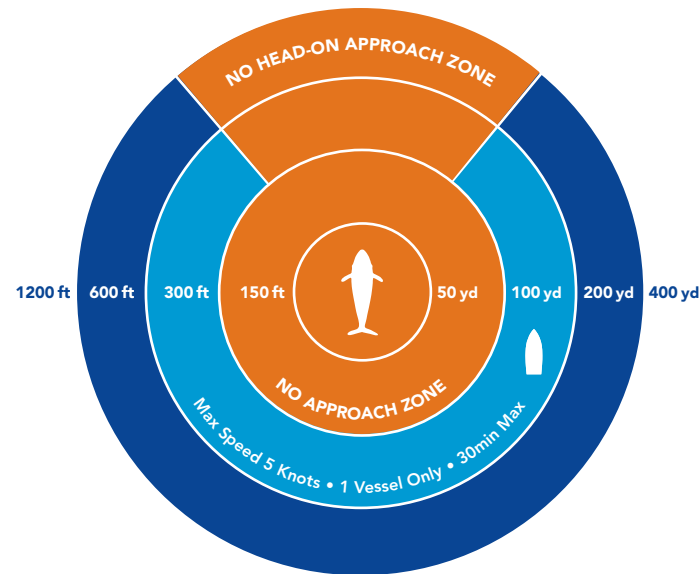 NO HEAD-ON APPROACH ZONE
1200 ft 600 ft 300 ft 150 ft 50 yd 100 yd 200 yd 400 yd
NO APPROACH ZONE
Max Speed 5 Knots • 1 Vessel Only • 30min Max